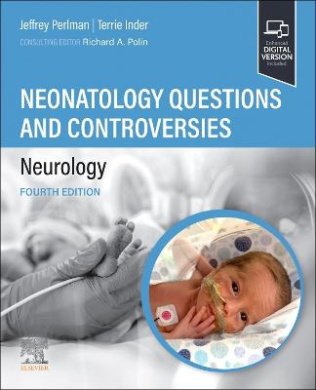 Jeffrey Perlman | Terrie Inder
CONSULTING EDITOR Richard A. Polin
Enhanced
DIGITAL
VERSION
Included
NEONATOLOGY QUESTIONS
AND CONTROVERSIES
Neurology
FOURTH EDITION
ELSEVIER